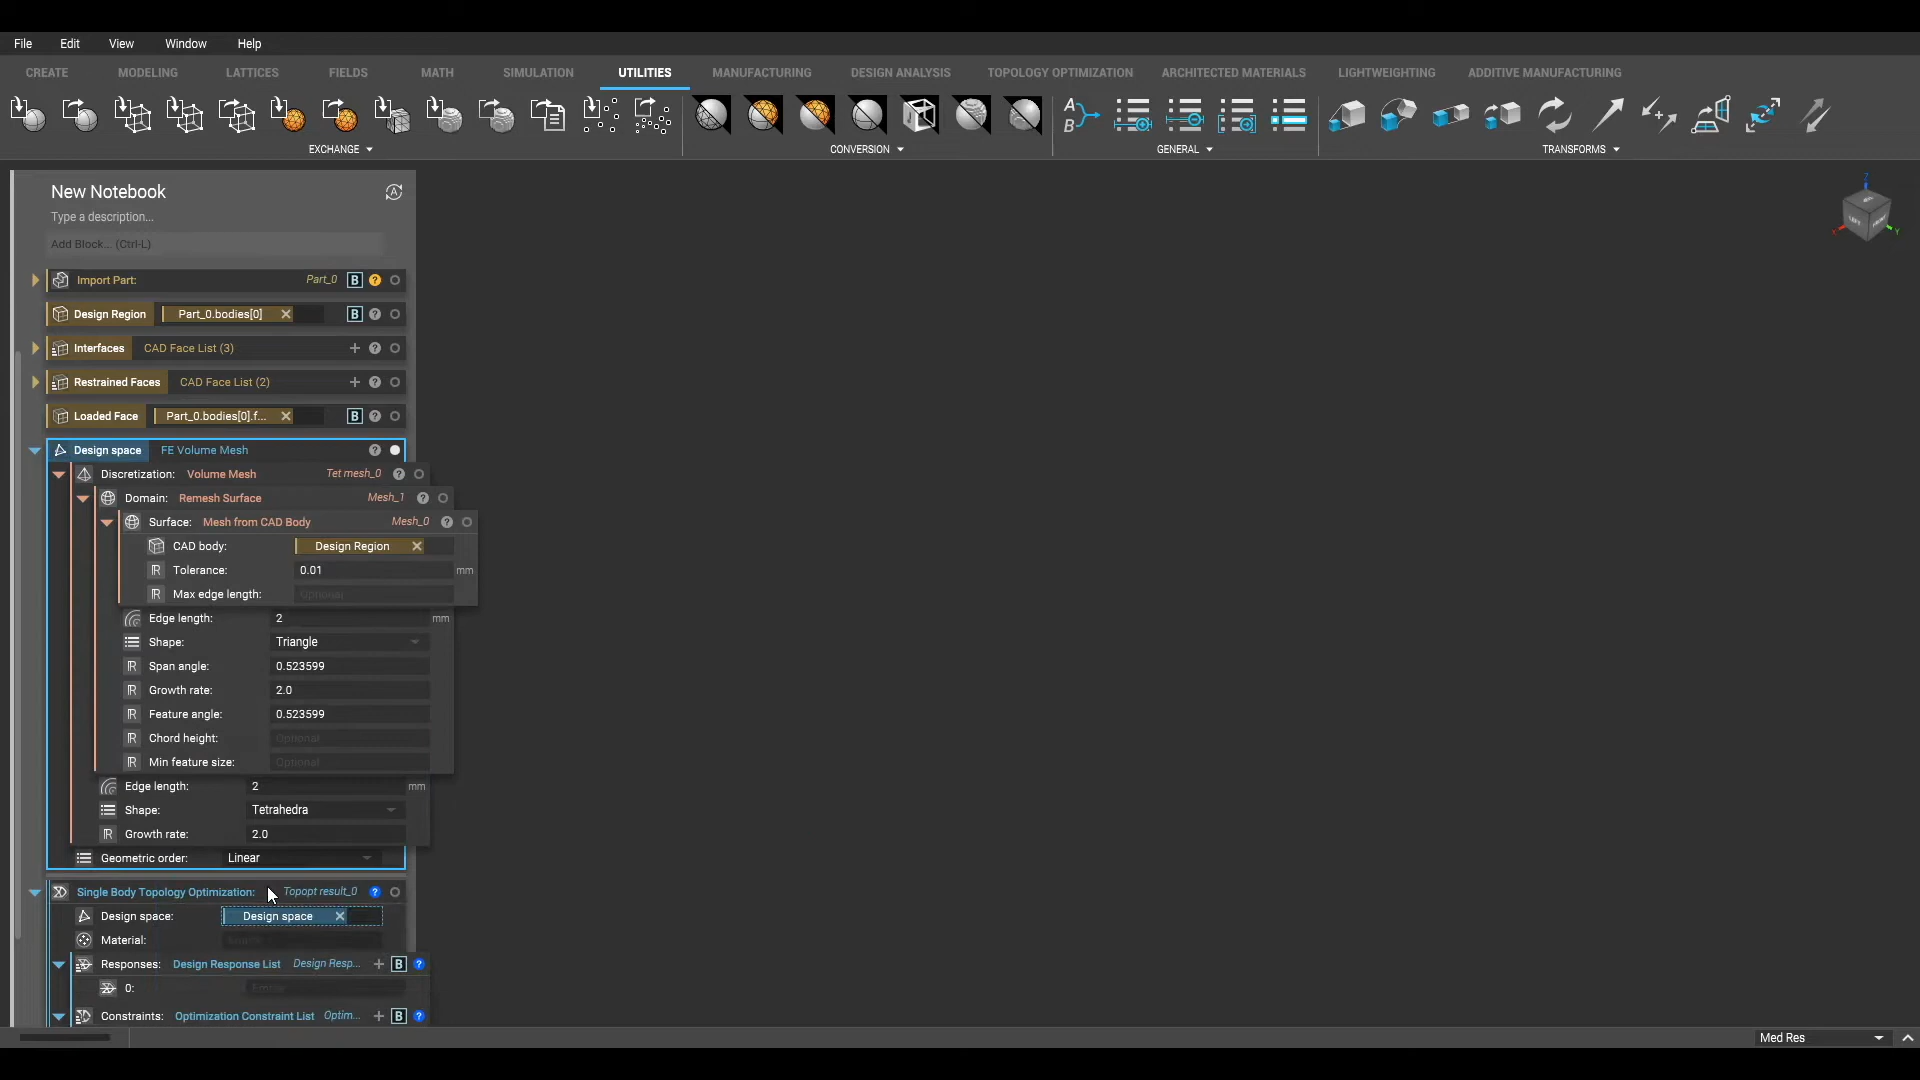 File Edit View Window Help
CREATE MODELING LATTICES FIELDS MATH SIMULATION UTILITIES MANUFACTURING DESIGN ANALYSIS TOPOLOGY OPTIMIZATION ARCHITECTED MATERIALS LIGHTWEIGHTING ADDITIVE MANUFACTURING
A
B
EXCHANGE CONVERSION GENERAL TRANSFORMS
New Notebook A
Type a description...
Add Block... (Ctrl-L)
Import Part: Part_0 B ?
Design Region Part_0.bodies[0] B ?
Interfaces CAD Face List (3) + ?
Restrained Faces CAD Face List (2) + ?
Loaded Face Part_0.bodies[0].f... B ?
Design space FE Volume Mesh ?
Discretization: Volume Mesh Tet mesh_0 ?
Domain: Remesh Surface Mesh_1 ?
Surface: Mesh from CAD Body Mesh_0 ?
CAD body: Design Region
Tolerance: 0.01 mm
Max edge length: Optional
Edge length: 2 mm
Shape: Triangle
Span angle: 0.523599
Growth rate: 2.0
Feature angle: 0.523599
Chord height: Optional
Min feature size: Optional
Edge length: 2 mm
Shape: Tetrahedra
Growth rate: 2.0
Geometric order: Linear
Single Body Topology Optimization: Topopt result_0 ?
Design space: Design space
Material:
Responses: Design Response List Design Resp... + B ?
0: Empty
Constraints: Optimization Constraint List Optim... + B ?
Z
LEFT FRONT
X Y
Med Res